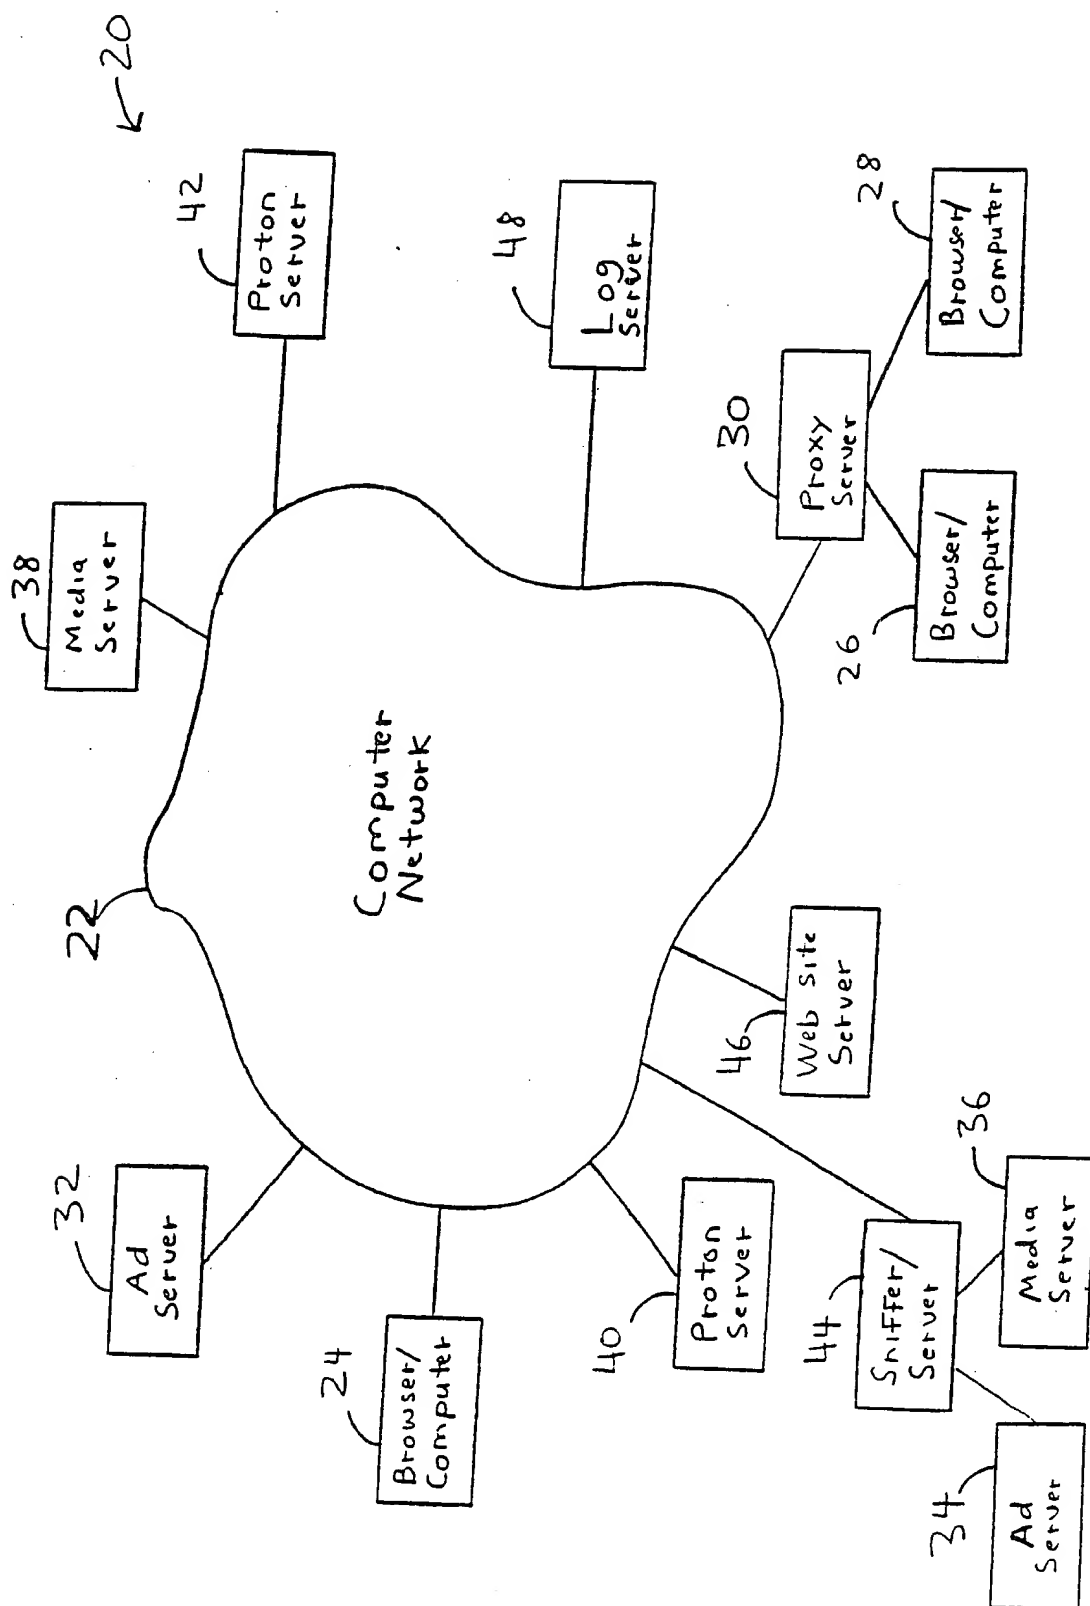 20
38
Media
Server
42
Proton
Server
22
32
Ad
Server
48
Log
Server
Computer
Network
24
Browser/
Computer
30
Proxy
Server
28
Browser/
Computer
26
Browser/
Computer
40
Proton
Server
46
Web site
Server
44
Sniffer/
Server
36
Media
Server
34
Ad
Server